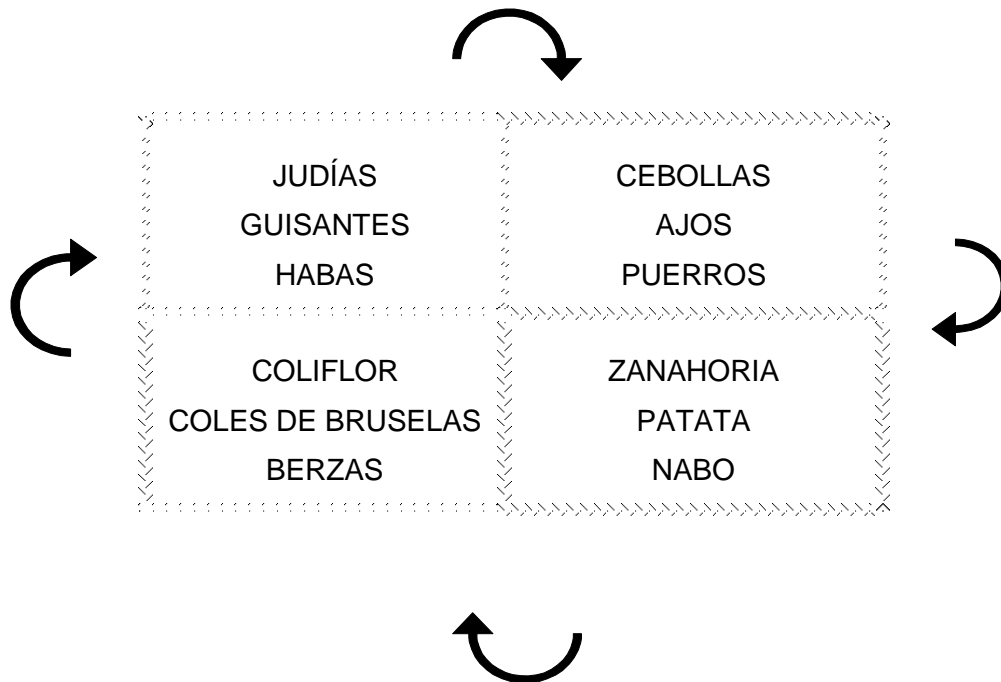 JUDÍAS
GUISANTES
HABAS
CEBOLLAS
AJOS
PUERROS
COLIFLOR
COLES DE BRUSELAS
BERZAS
ZANAHORIA
PATATA
NABO